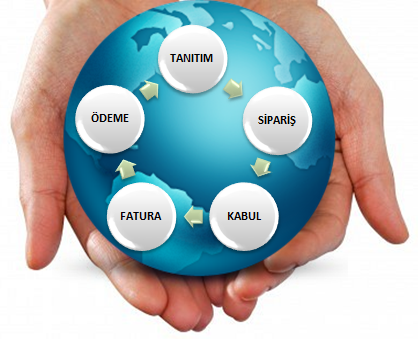 TANITIM
SİPARİŞ
KABUL
FATURA
ÖDEME